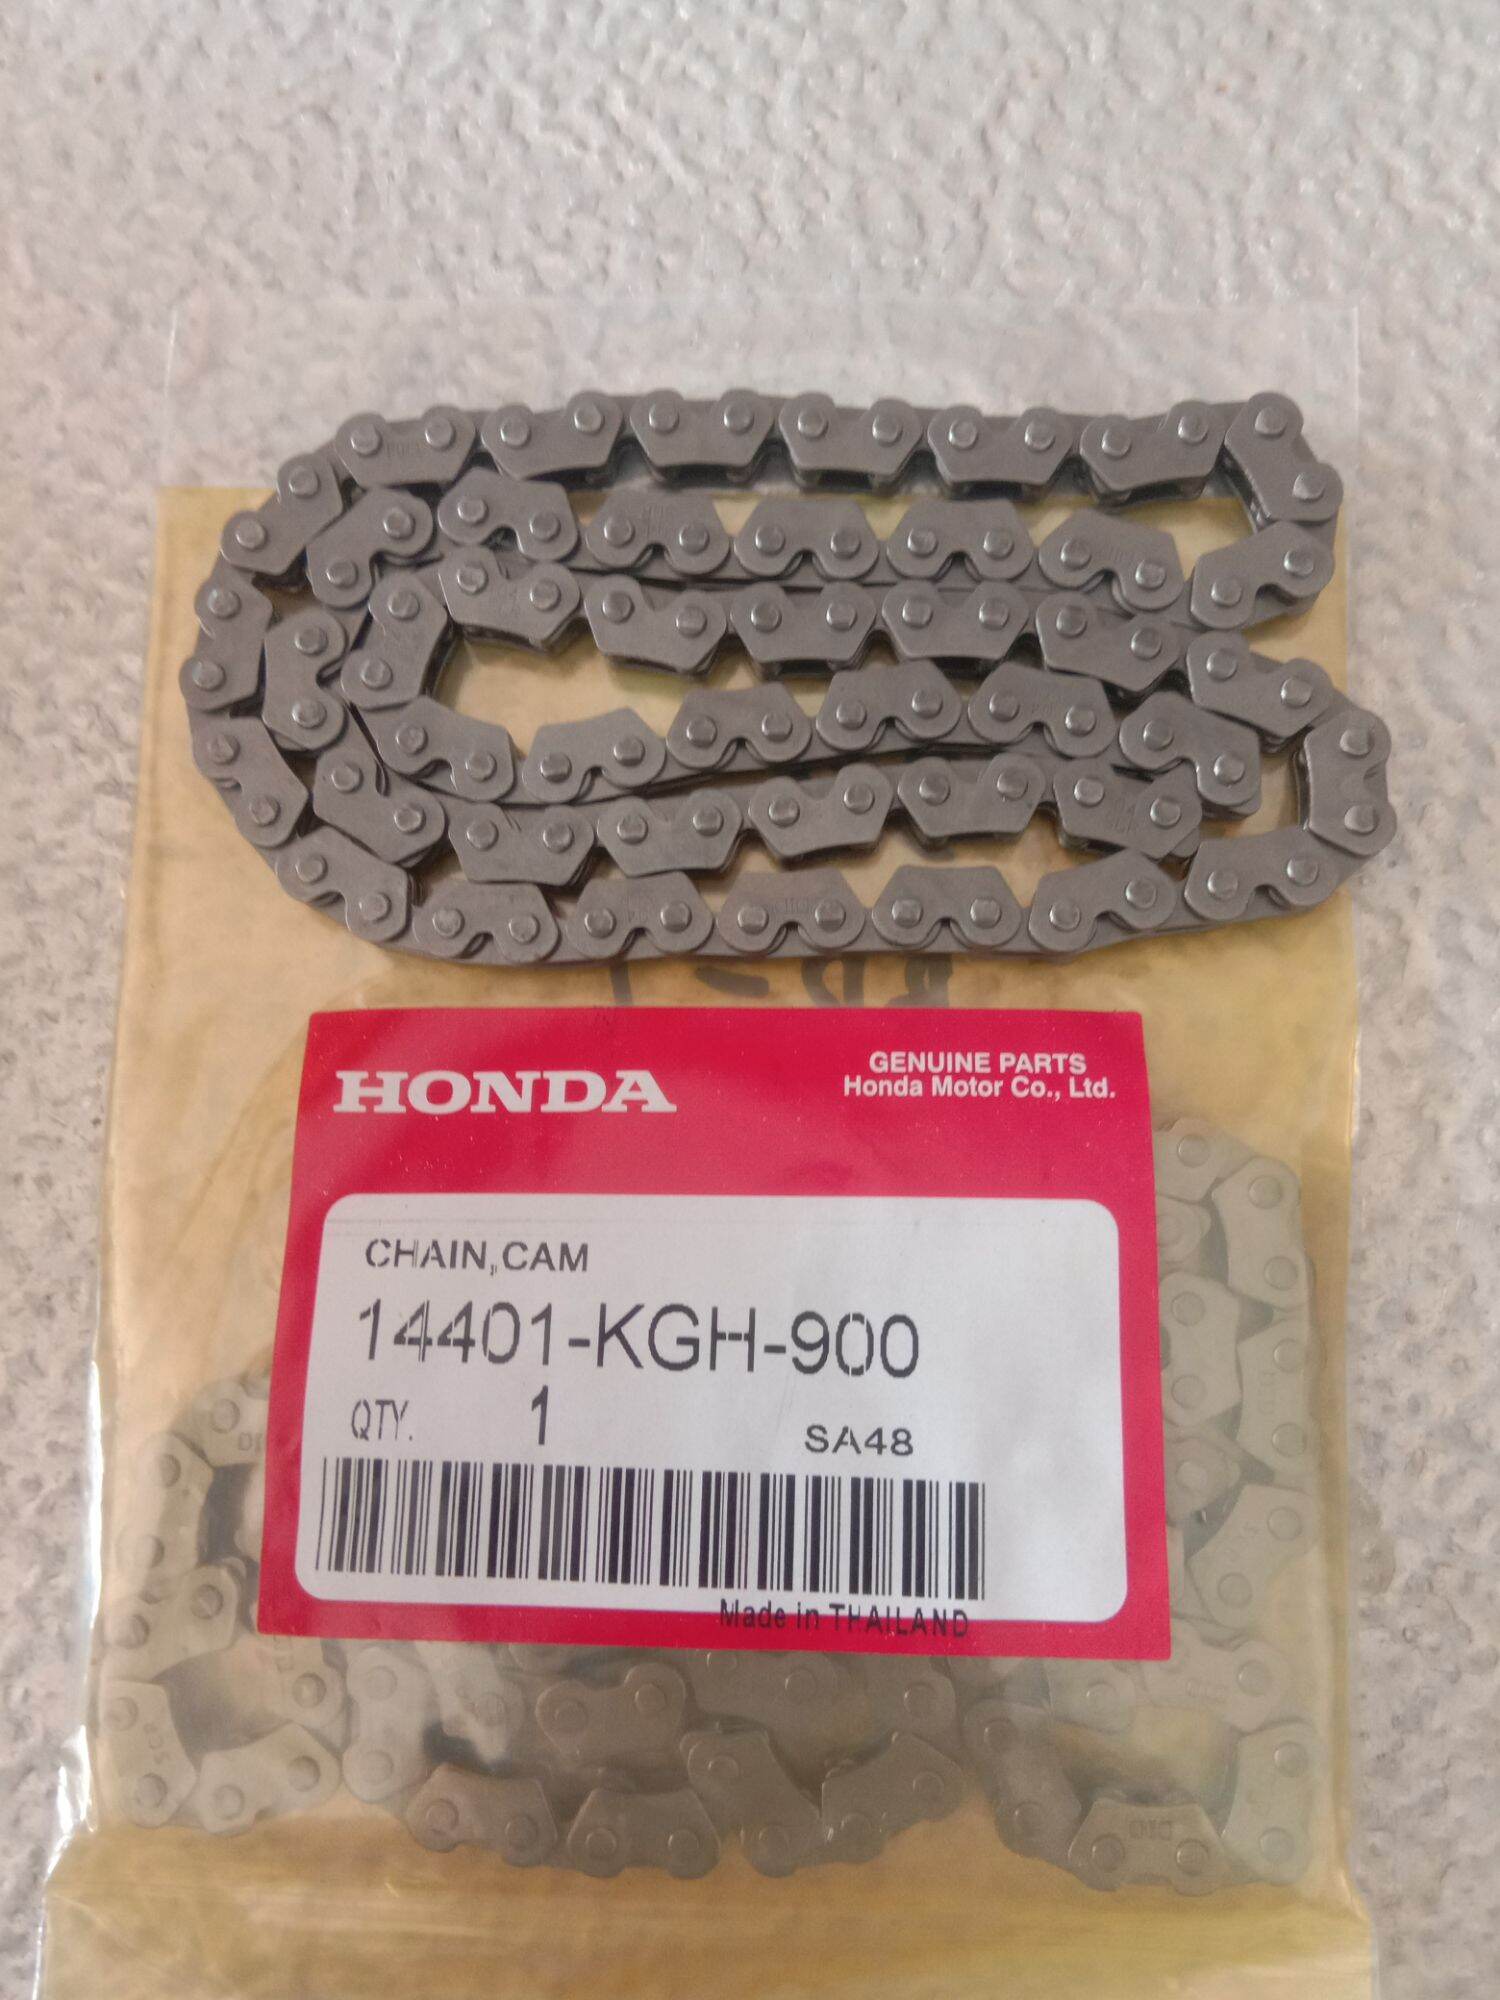 HONDA
GENUINE PARTS
Honda Motor Co., Ltd.
CHAIN,CAM
14401-KGH-900
QTY. 1 SA48
Made in THAILAND